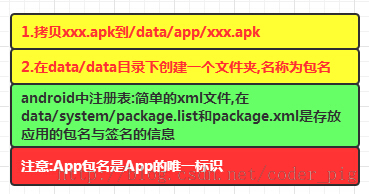 1.拷贝xxx.apk到/data/app/xxx.apk
2.在data/data目录下创建一个文件夹,名称为包名
android中注册表:简单的xml文件,在
data/system/package.list和package.xml是存放
应用的包名与签名的信息
注意:App包名是App的唯一标识